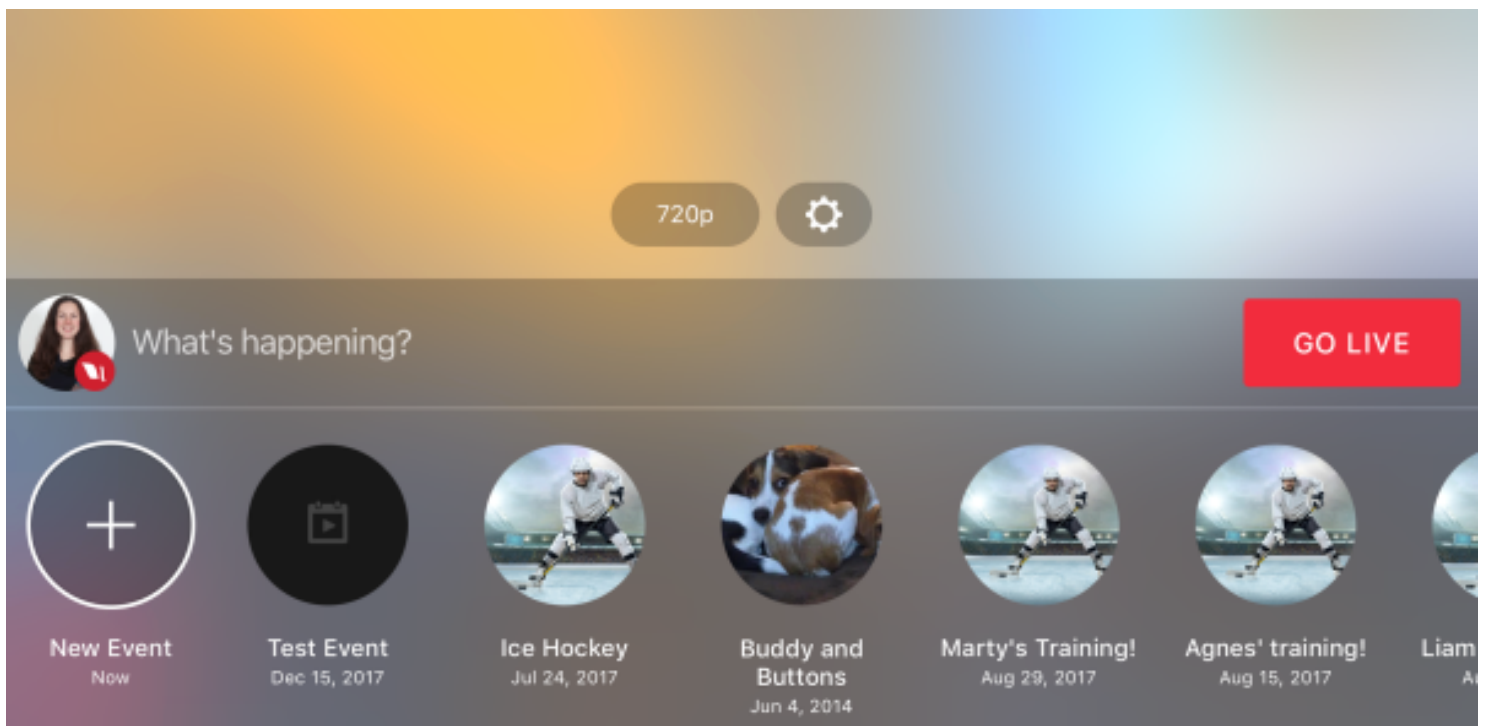 720p
What's happening?
GO LIVE
New Event
Now
Test Event
Dec 15, 2017
Ice Hockey
Jul 24, 2017
Buddy and
Buttons
Jun 4, 2014
Marty's Training!
Aug 29, 2017
Agnes' training!
Aug 15, 2017
Liam